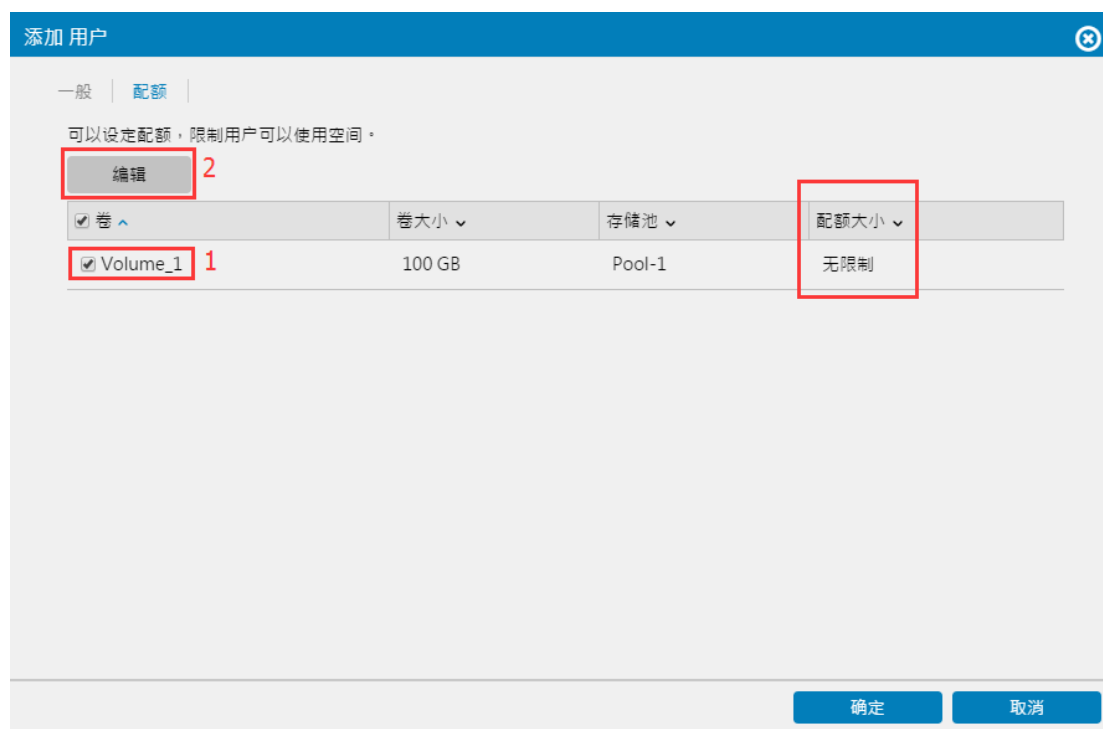 添加 用户
一般 配额
可以设定配额，限制用户可以使用空间。
编辑 2
卷 卷大小 存储池 配额大小
Volume_1 1 100 GB Pool-1 无限制
确定 取消